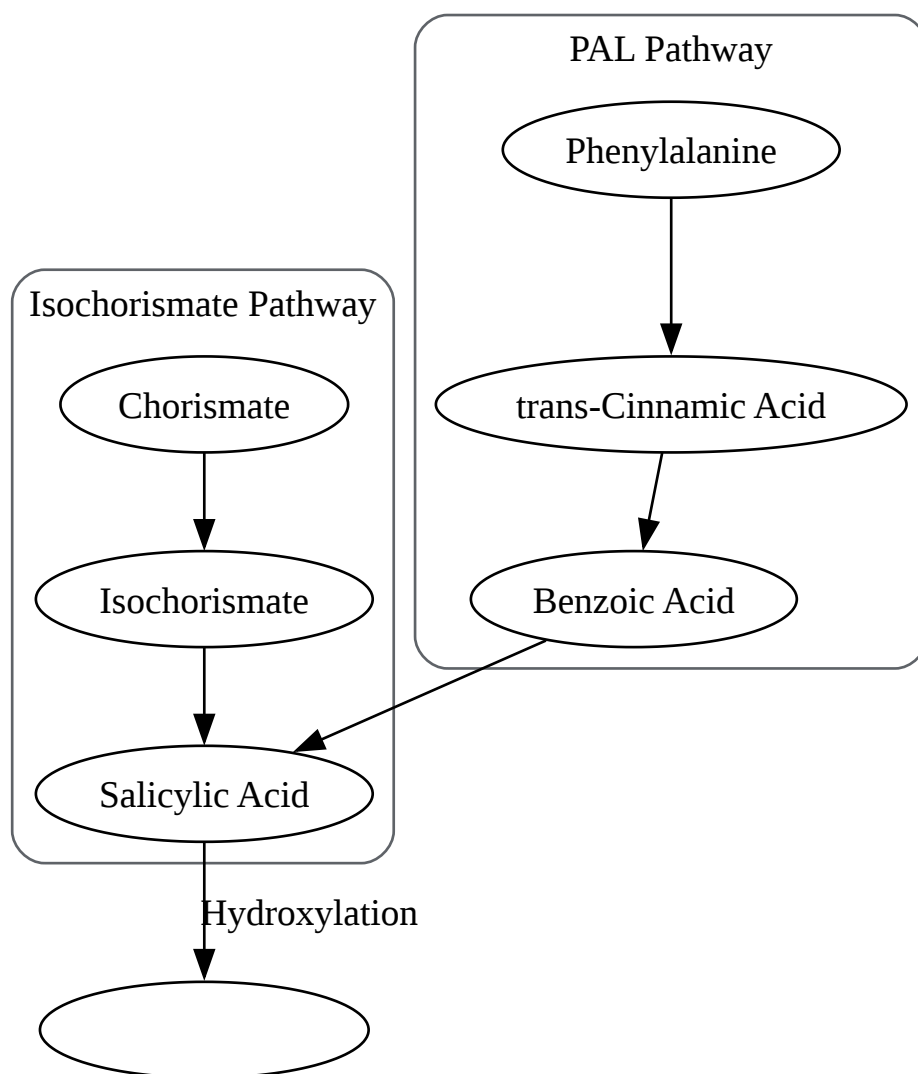 PAL Pathway
Phenylalanine
Isochorismate Pathway
Chorismate
trans-Cinnamic Acid
Isochorismate
Benzoic Acid
Salicylic Acid
Hydroxylation